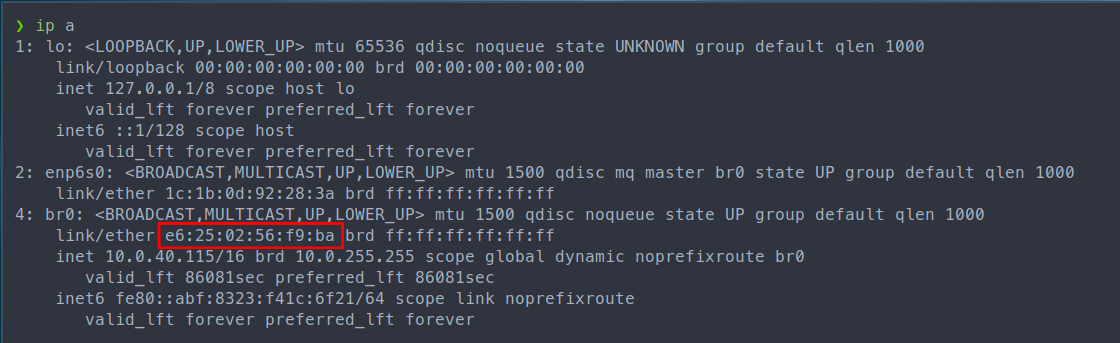 ❯ ip a
1: lo: <LOOPBACK,UP,LOWER_UP> mtu 65536 qdisc noqueue state UNKNOWN group default qlen 1000
    link/loopback 00:00:00:00:00:00 brd 00:00:00:00:00:00
    inet 127.0.0.1/8 scope host lo
       valid_lft forever preferred_lft forever
    inet6 ::1/128 scope host
       valid_lft forever preferred_lft forever
2: enp6s0: <BROADCAST,MULTICAST,UP,LOWER_UP> mtu 1500 qdisc mq master br0 state UP group default qlen 1000
    link/ether 1c:1b:0d:92:28:3a brd ff:ff:ff:ff:ff:ff
4: br0: <BROADCAST,MULTICAST,UP,LOWER_UP> mtu 1500 qdisc noqueue state UP group default qlen 1000
    link/ether e6:25:02:56:f9:ba brd ff:ff:ff:ff:ff:ff
    inet 10.0.40.115/16 brd 10.0.255.255 scope global dynamic noprefixroute br0
       valid_lft 86081sec preferred_lft 86081sec
    inet6 fe80::abf:8323:f41c:6f21/64 scope link noprefixroute
       valid_lft forever preferred_lft forever